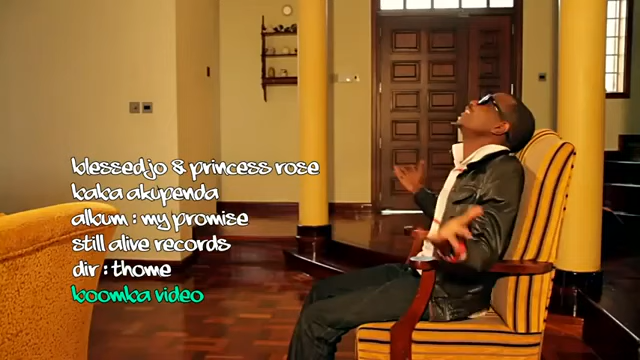 blessedjo & princess rose
baba akupenda
album : my promise
still alive records
dir : thome
boomba video